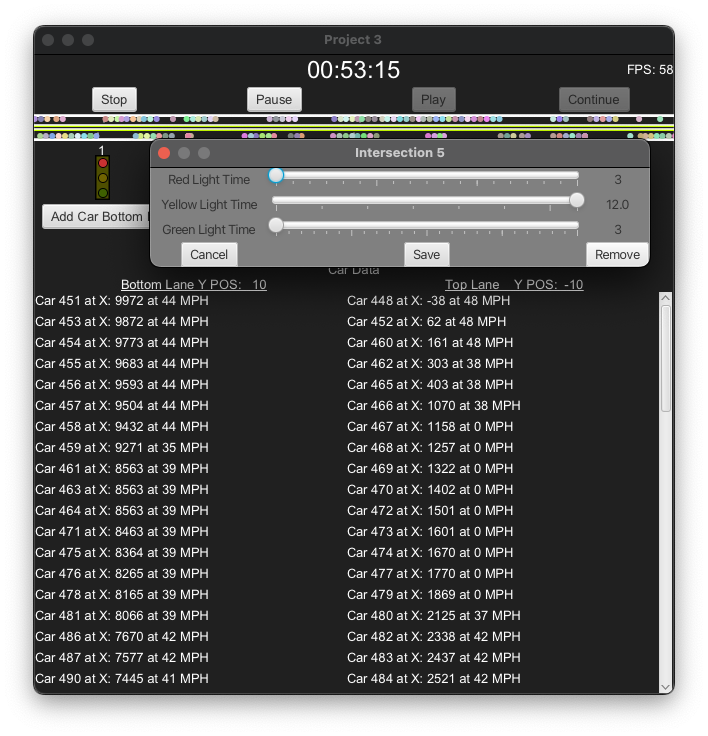 Project 3
00:53:15
FPS: 58
Stop Pause Play Continue
1
Intersection 5
Red Light Time 3
Yellow Light Time 12.0
Green Light Time 3
Cancel Save Remove
Add Car Bottom
Car Data
Bottom Lane Y POS: 10 Top Lane Y POS: -10
Car 451 at X: 9972 at 44 MPH Car 448 at X: -38 at 48 MPH
Car 453 at X: 9872 at 44 MPH Car 452 at X: 62 at 48 MPH
Car 454 at X: 9773 at 44 MPH Car 460 at X: 161 at 48 MPH
Car 455 at X: 9683 at 44 MPH Car 462 at X: 303 at 38 MPH
Car 456 at X: 9593 at 44 MPH Car 465 at X: 403 at 38 MPH
Car 457 at X: 9504 at 44 MPH Car 466 at X: 1070 at 38 MPH
Car 458 at X: 9432 at 44 MPH Car 467 at X: 1158 at 0 MPH
Car 459 at X: 9271 at 35 MPH Car 468 at X: 1257 at 0 MPH
Car 461 at X: 8563 at 39 MPH Car 469 at X: 1322 at 0 MPH
Car 463 at X: 8563 at 39 MPH Car 470 at X: 1402 at 0 MPH
Car 464 at X: 8563 at 39 MPH Car 472 at X: 1501 at 0 MPH
Car 471 at X: 8463 at 39 MPH Car 473 at X: 1601 at 0 MPH
Car 475 at X: 8364 at 39 MPH Car 474 at X: 1670 at 0 MPH
Car 476 at X: 8265 at 39 MPH Car 477 at X: 1770 at 0 MPH
Car 478 at X: 8165 at 39 MPH Car 479 at X: 1869 at 0 MPH
Car 481 at X: 8066 at 39 MPH Car 480 at X: 2125 at 37 MPH
Car 486 at X: 7670 at 42 MPH Car 482 at X: 2338 at 42 MPH
Car 487 at X: 7577 at 42 MPH Car 483 at X: 2437 at 42 MPH
Car 490 at X: 7445 at 41 MPH Car 484 at X: 2521 at 42 MPH